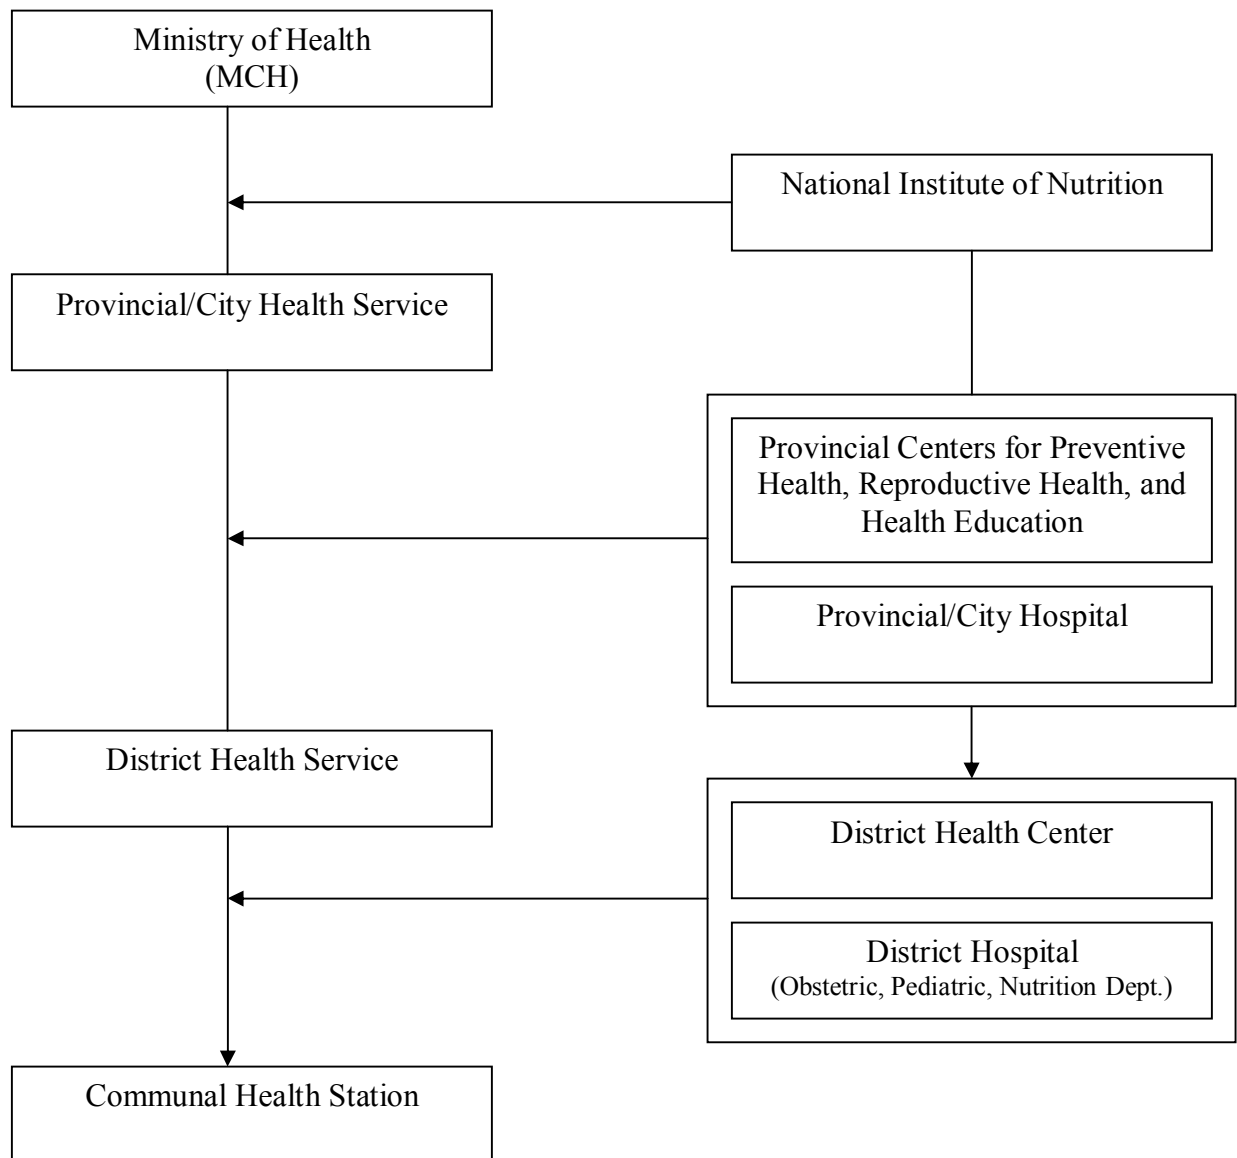 Ministry of Health
(MCH)
National Institute of Nutrition
Provincial/City Health Service
Provincial Centers for Preventive
Health, Reproductive Health, and
Health Education
Provincial/City Hospital
District Health Service
District Health Center
District Hospital
(Obstetric, Pediatric, Nutrition Dept.)
Communal Health Station